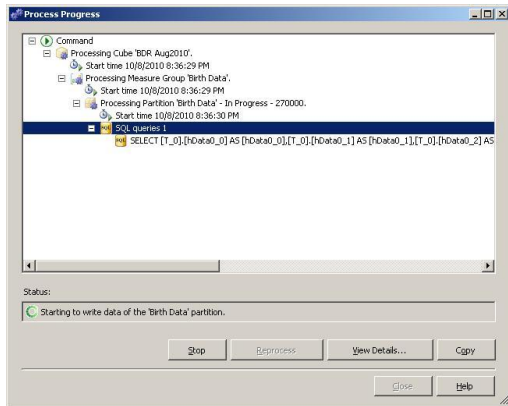 Process Progress
Command
Processing Cube 'BDR Aug2010'.
Start time 10/8/2010 8:36:29 PM
Processing Measure Group 'Birth Data'.
Start time 10/8/2010 8:36:29 PM
Processing Partition 'Birth Data' - In Progress - 270000.
Start time 10/8/2010 8:36:30 PM
SQL queries 1
SELECT [T_0].[hData0_0] AS [hData0_0],[T_0].[hData0_1] AS [hData0_1],[T_0].[hData0_2] AS
Status:
Starting to write data of the 'Birth Data' partition.
Stop Reprocess View Details... Copy
Close Help